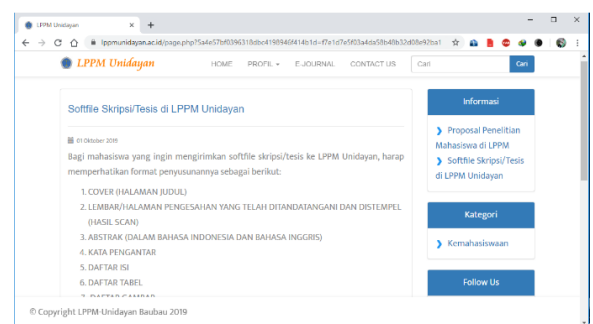 LPPM Unidayan
lppmunidayan.ac.id/page.php?
LPPM Unidayan
HOME PROFIL E-JOURNAL CONTACT US
Cari Cari
Softfile Skripsi/Tesis di LPPM Unidayan
01 Oktober 2019
Bagi mahasiswa yang ingin mengirimkan softfile skripsi/tesis ke LPPM Unidayan, harap
memperhatikan format penyusunannya sebagai berikut:
1. COVER (HALAMAN JUDUL)
2. LEMBAR/HALAMAN PENGESAHAN YANG TELAH DITANDATANGANI DAN DISTEMPEL
(HASIL SCAN)
3. ABSTRAK (DALAM BAHASA INDONESIA DAN BAHASA INGGRIS)
4. KATA PENGANTAR
5. DAFTAR ISI
6. DAFTAR TABEL
7. DAFTAR GAMBAR
Informasi
Proposal Penelitian
Mahasiswa di LPPM
Softfile Skripsi/Tesis
di LPPM Unidayan
Kategori
Kemahasiswaan
Follow Us
© Copyright LPPM-Unidayan Baubau 2019